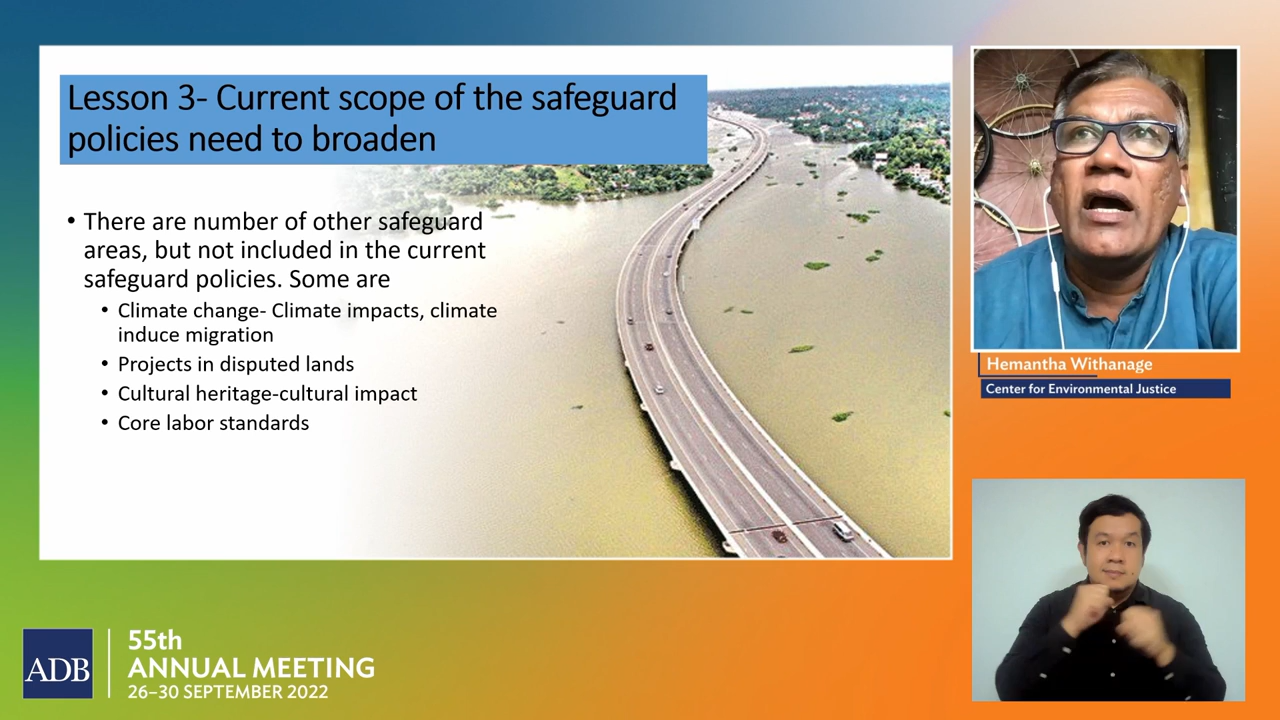 Lesson 3- Current scope of the safeguard
policies need to broaden
• There are number of other safeguard
areas, but not included in the current
safeguard policies. Some are
• Climate change- Climate impacts, climate
induce migration
• Projects in disputed lands
• Cultural heritage-cultural impact
• Core labor standards
Hemantha Withanage
Center for Environmental Justice
ADB
55th
ANNUAL MEETING
26–30 SEPTEMBER 2022